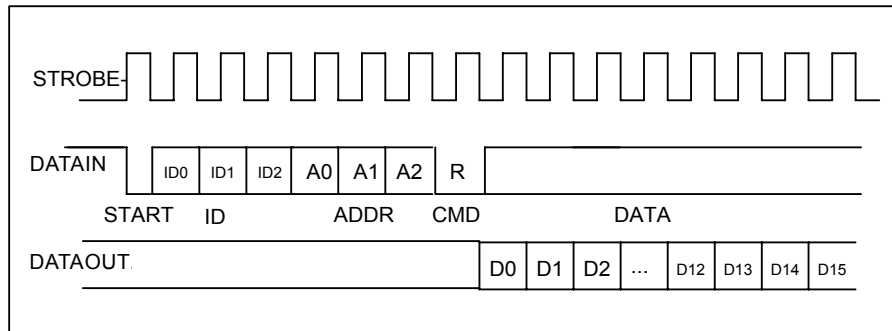 STROBE-
DATAIN ID0 ID1 ID2 A0 A1 A2 R
START ID ADDR CMD DATA
DATAOUT. D0 D1 D2 ... D12 D13 D14 D15